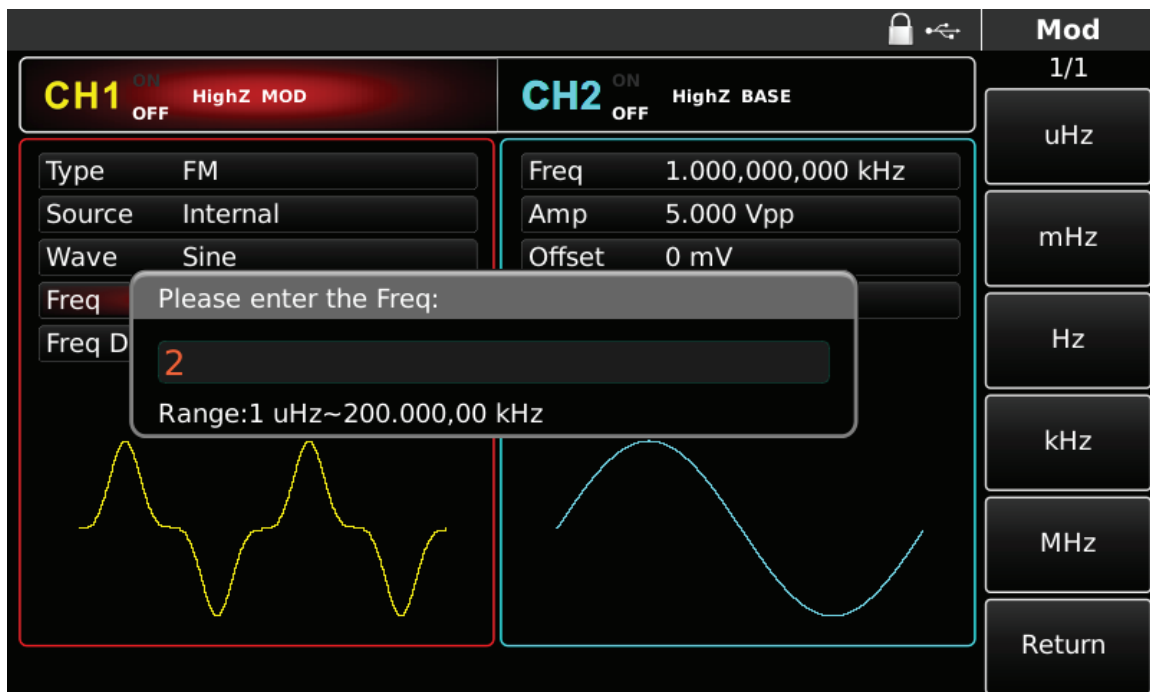 Mod
1/1
CH1 ON OFF HighZ MOD
CH2 ON OFF HighZ BASE
Type FM
Source Internal
Wave Sine
Freq
Freq D
Freq 1.000,000,000 kHz
Amp 5.000 Vpp
Offset 0 mV
Please enter the Freq:
2
Range:1 uHz~200.000,00 kHz
uHz
mHz
Hz
kHz
MHz
Return